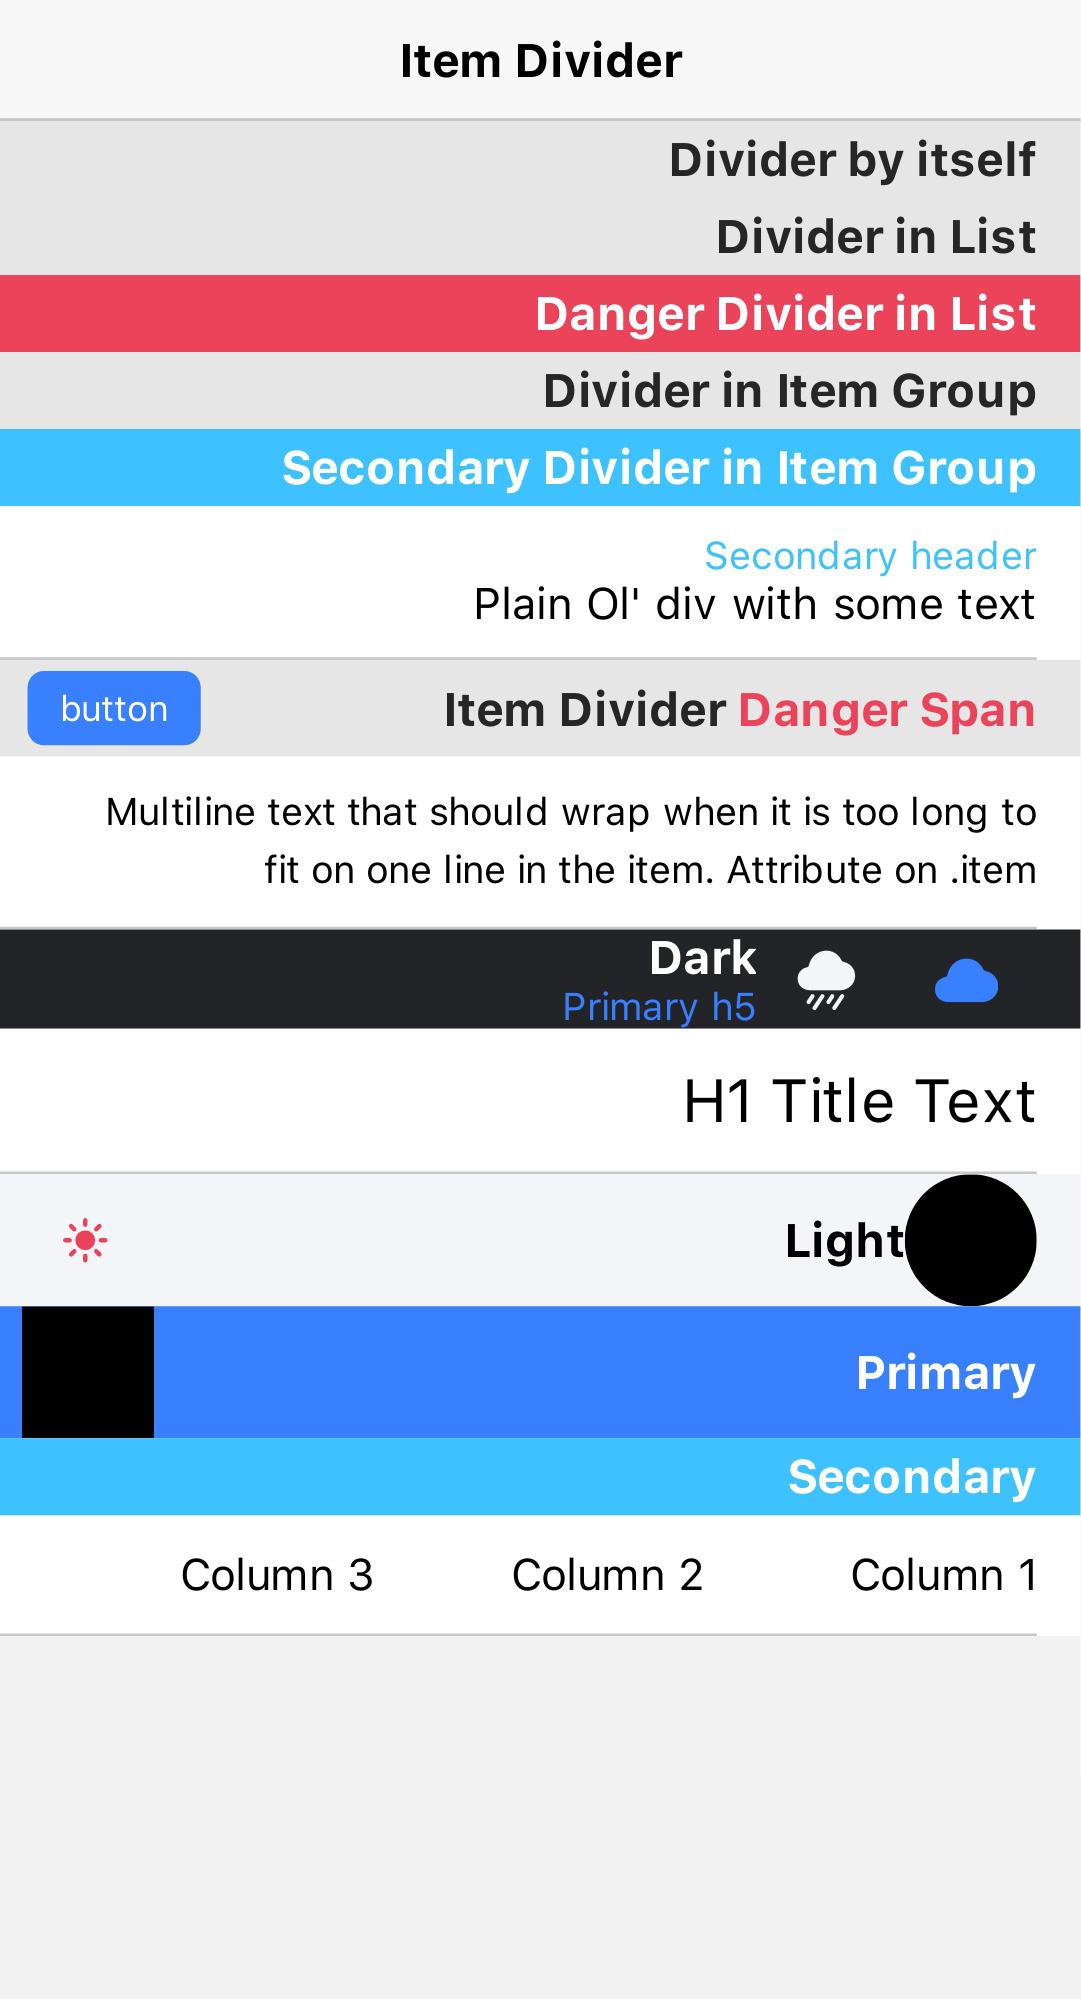 Item Divider
Divider by itself
Divider in List
Danger Divider in List
Divider in Item Group
Secondary Divider in Item Group
Secondary header
Plain Ol' div with some text
button
Item Divider Danger Span
Multiline text that should wrap when it is too long to
fit on one line in the item. Attribute on .item
Dark
Primary h5
H1 Title Text
Light
Primary
Secondary
Column 3 Column 2 Column 1